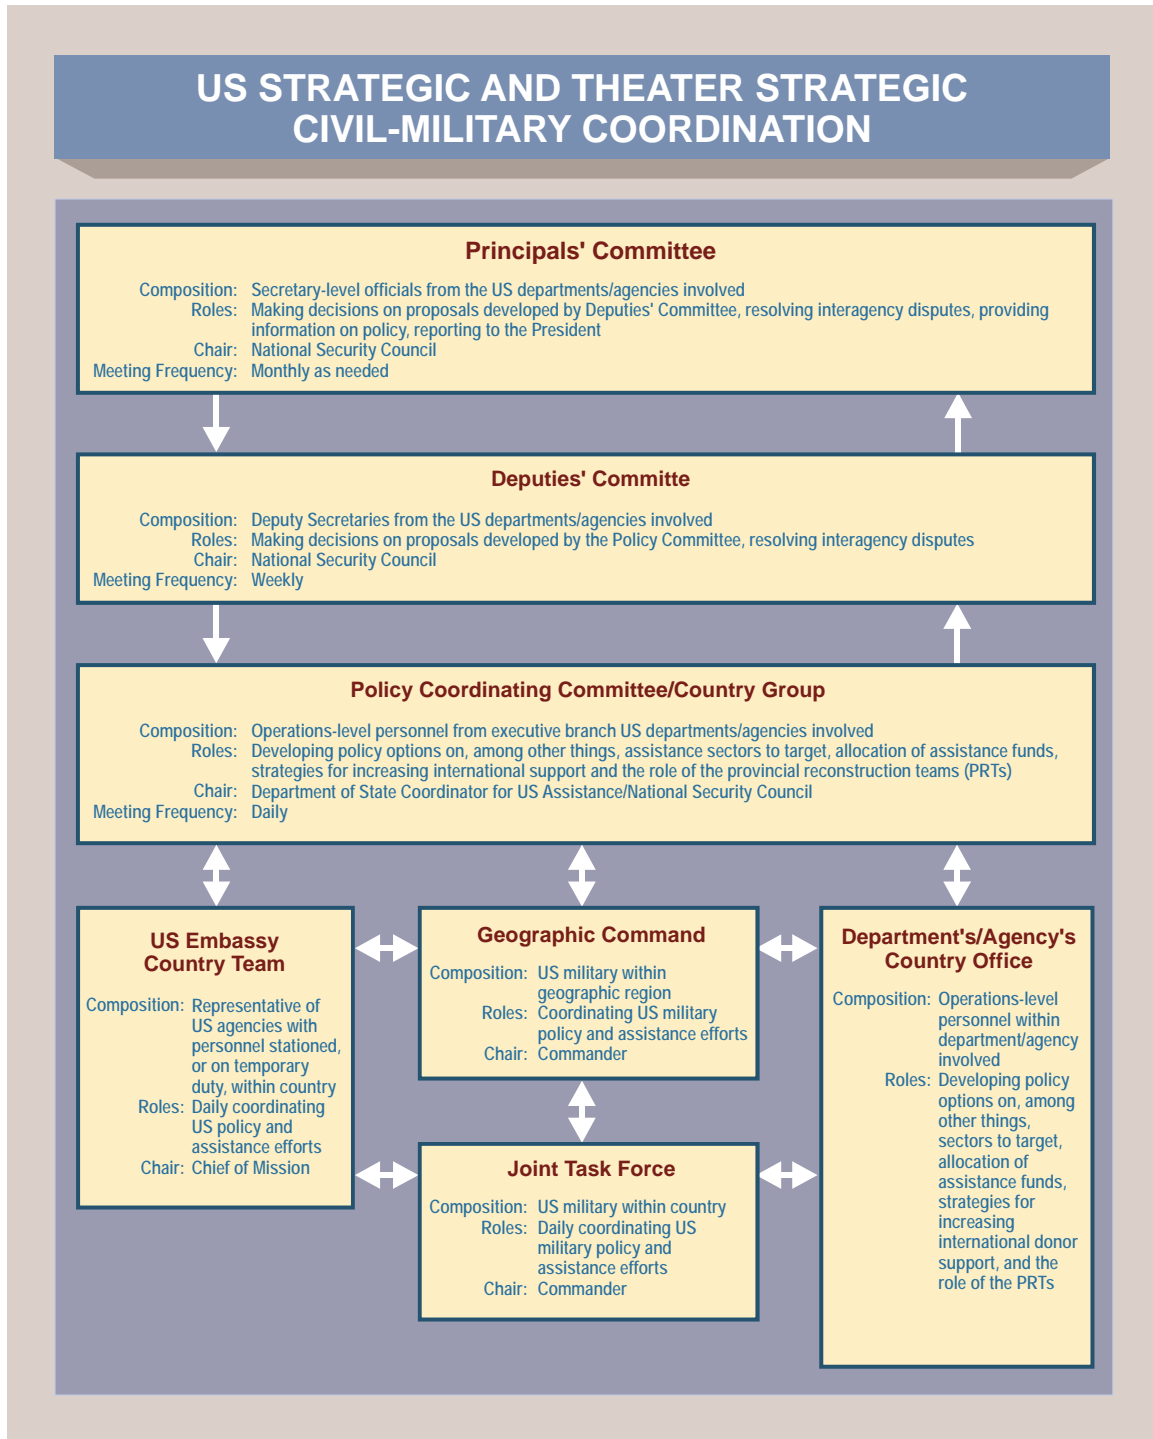 US STRATEGIC AND THEATER STRATEGIC
CIVIL-MILITARY COORDINATION
Principals' Committee
Composition: Secretary-level officials from the US departments/agencies involved
Roles: Making decisions on proposals developed by Deputies' Committee, resolving interagency disputes, providing
information on policy, reporting to the President
Chair: National Security Council
Meeting Frequency: Monthly as needed
Deputies' Committe
Composition: Deputy Secretaries from the US departments/agencies involved
Roles: Making decisions on proposals developed by the Policy Committee, resolving interagency disputes
Chair: National Security Council
Meeting Frequency: Weekly
Policy Coordinating Committee/Country Group
Composition: Operations-level personnel from executive branch US departments/agencies involved
Roles: Developing policy options on, among other things, assistance sectors to target, allocation of assistance funds,
strategies for increasing international support and the role of the provincial reconstruction teams (PRTs)
Chair: Department of State Coordinator for US Assistance/National Security Council
Meeting Frequency: Daily
US Embassy
Country Team
Composition: Representative of
US agencies with
personnel stationed,
or on temporary
duty, within country
Roles: Daily coordinating
US policy and
assistance efforts
Chair: Chief of Mission
Geographic Command
Composition: US military within
geographic region
Roles: Coordinating US military
policy and assistance efforts
Chair: Commander
Joint Task Force
Composition: US military within country
Roles: Daily coordinating US
military policy and
assistance efforts
Chair: Commander
Department's/Agency's
Country Office
Composition: Operations-level
personnel within
department/agency
involved
Roles: Developing policy
options on, among
other things,
sectors to target,
allocation of
assistance funds,
strategies for
increasing
international donor
support, and the
role of the PRTs